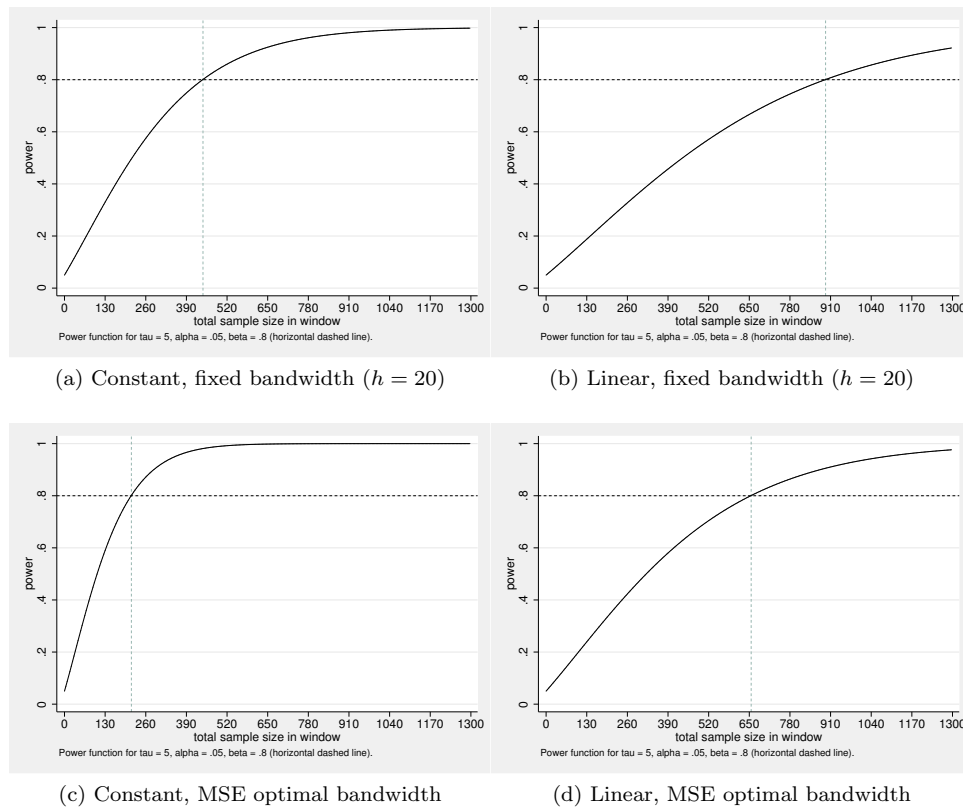 1
.8
.6
.4
.2
0
power
0 130 260 390 520 650 780 910 1040 1170 1300
total sample size in window
Power function for tau = 5, alpha = .05, beta = .8 (horizontal dashed line).
(a) Constant, fixed bandwidth (h = 20)
1
.8
.6
.4
.2
0
power
0 130 260 390 520 650 780 910 1040 1170 1300
total sample size in window
Power function for tau = 5, alpha = .05, beta = .8 (horizontal dashed line).
(b) Linear, fixed bandwidth (h = 20)
1
.8
.6
.4
.2
0
power
0 130 260 390 520 650 780 910 1040 1170 1300
total sample size in window
Power function for tau = 5, alpha = .05, beta = .8 (horizontal dashed line).
(c) Constant, MSE optimal bandwidth
1
.8
.6
.4
.2
0
power
0 130 260 390 520 650 780 910 1040 1170 1300
total sample size in window
Power function for tau = 5, alpha = .05, beta = .8 (horizontal dashed line).
(d) Linear, MSE optimal bandwidth